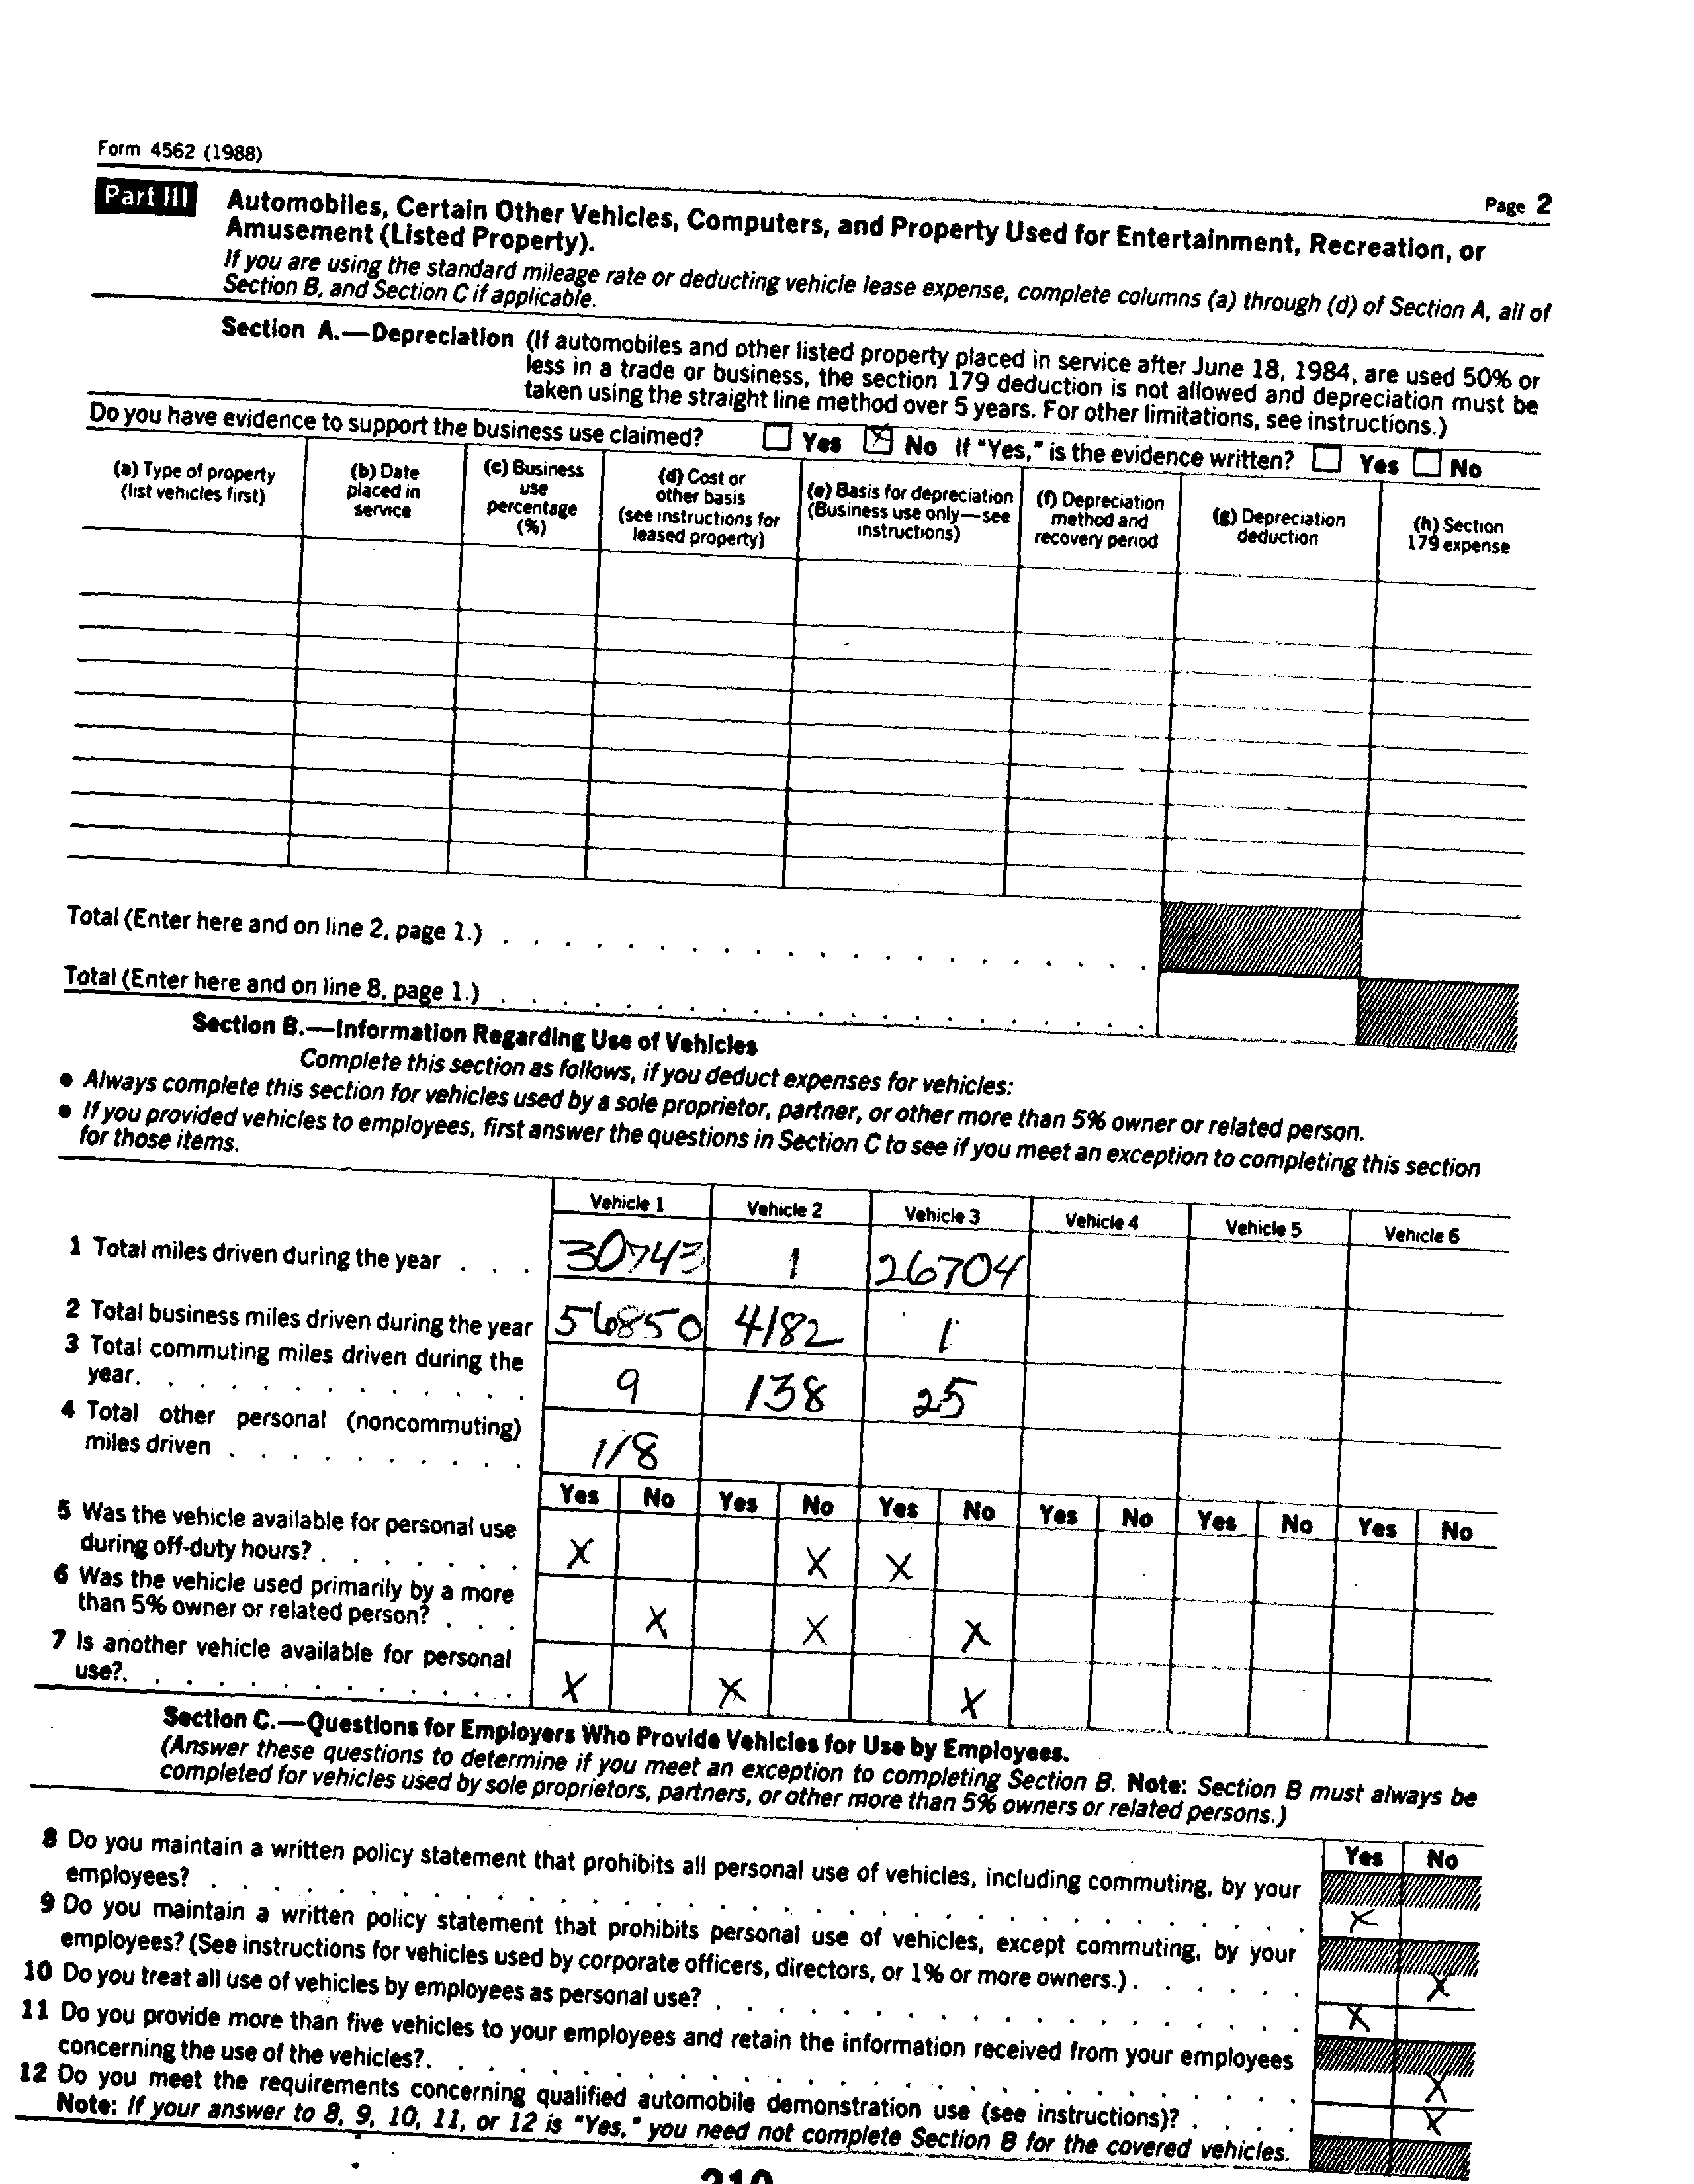 Form 4562 (1988)
Page 2
Part III Automobiles, Certain Other Vehicles, Computers, and Property Used for Entertainment, Recreation, or
Amusement (Listed Property).
If you are using the standard mileage rate or deducting vehicle lease expense, complete columns (a) through (d) of Section A, all of
Section B, and Section C if applicable.
Section A.—Depreciation (If automobiles and other listed property placed in service after June 18, 1984, are used 50% or
less in a trade or business, the section 179 deduction is not allowed and depreciation must be
taken using the straight line method over 5 years. For other limitations, see instructions.)
Do you have evidence to support the business use claimed? Yes X No If "Yes," is the evidence written? Yes No
(a) Type of property
(list vehicles first)
(b) Date
placed in
service
(c) Business
use
percentage
(%)
(d) Cost or
other basis
(see instructions for
leased property)
(e) Basis for depreciation
(Business use only—see
instructions)
(f) Depreciation
method and
recovery period
(g) Depreciation
deduction
(h) Section
179 expense
Total (Enter here and on line 2, page 1.)
Total (Enter here and on line 8, page 1.)
Section B.—Information Regarding Use of Vehicles
Complete this section as follows, if you deduct expenses for vehicles:
● Always complete this section for vehicles used by a sole proprietor, partner, or other more than 5% owner or related person.
● If you provided vehicles to employees, first answer the questions in Section C to see if you meet an exception to completing this section
for those items.
Vehicle 1 Vehicle 2 Vehicle 3 Vehicle 4 Vehicle 5 Vehicle 6
1 Total miles driven during the year . . . 30743 1 26704
2 Total business miles driven during the year 56850 4182 1
3 Total commuting miles driven during the
year. . . . . . . . . . . . . 9 138 25
4 Total other personal (noncommuting)
miles driven . . . . . . . . . . 118
Yes No Yes No Yes No Yes No Yes No Yes No
5 Was the vehicle available for personal use
during off-duty hours? . . . . . . . X X X
6 Was the vehicle used primarily by a more
than 5% owner or related person? . . . X X X
7 Is another vehicle available for personal
use?. . . . . . . . . . . . . X X X
Section C.—Questions for Employers Who Provide Vehicles for Use by Employees.
(Answer these questions to determine if you meet an exception to completing Section B. Note: Section B must always be
completed for vehicles used by sole proprietors, partners, or other more than 5% owners or related persons.)
Yes No
8 Do you maintain a written policy statement that prohibits all personal use of vehicles, including commuting, by your
employees? X
9 Do you maintain a written policy statement that prohibits personal use of vehicles, except commuting, by your
employees? (See instructions for vehicles used by corporate officers, directors, or 1% or more owners.) . . . . . . X
10 Do you treat all use of vehicles by employees as personal use? X
11 Do you provide more than five vehicles to your employees and retain the information received from your employees
concerning the use of the vehicles?. X
12 Do you meet the requirements concerning qualified automobile demonstration use (see instructions)? . . . . X
Note: If your answer to 8, 9, 10, 11, or 12 is "Yes," you need not complete Section B for the covered vehicles.